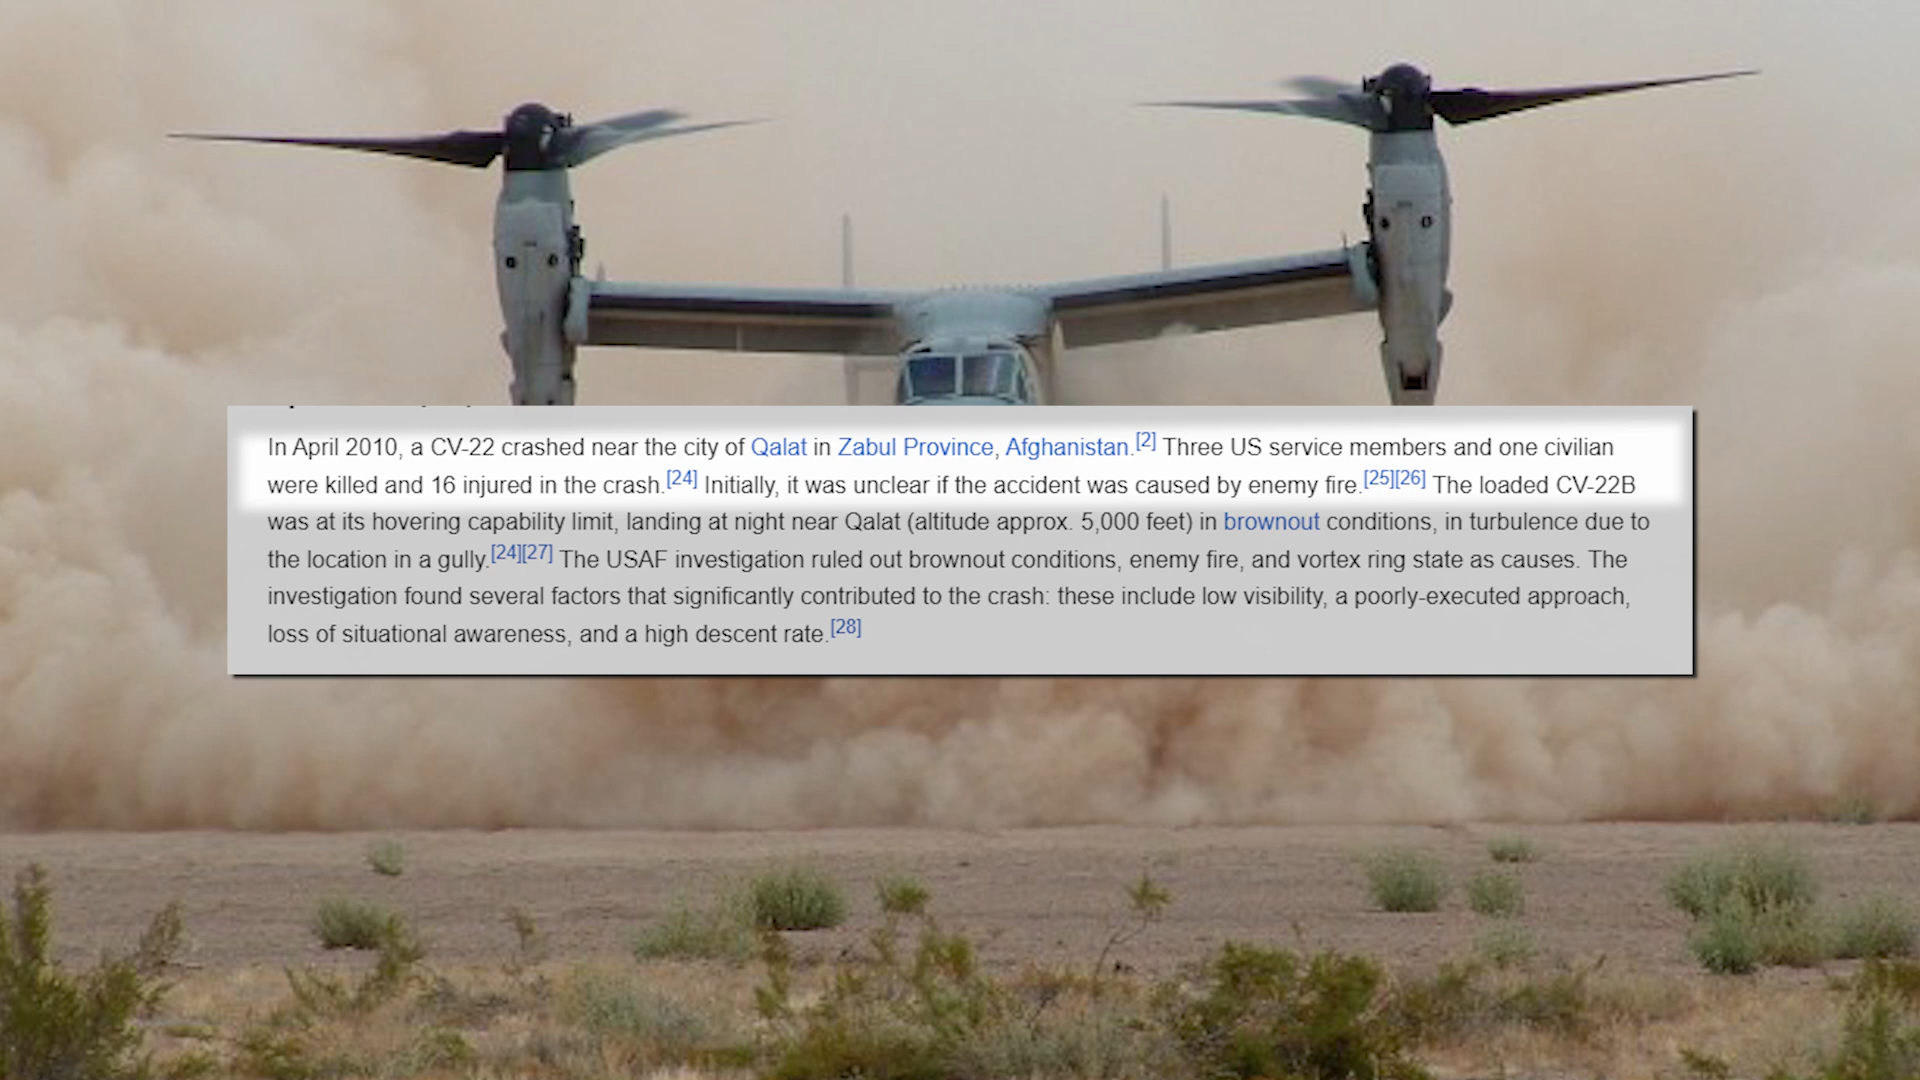 In April 2010, a CV-22 crashed near the city of Qalat in Zabul Province, Afghanistan.[2] Three US service members and one civilian
were killed and 16 injured in the crash.[24] Initially, it was unclear if the accident was caused by enemy fire.[25][26] The loaded CV-22B
was at its hovering capability limit, landing at night near Qalat (altitude approx. 5,000 feet) in brownout conditions, in turbulence due to
the location in a gully.[24][27] The USAF investigation ruled out brownout conditions, enemy fire, and vortex ring state as causes. The
investigation found several factors that significantly contributed to the crash: these include low visibility, a poorly-executed approach,
loss of situational awareness, and a high descent rate.[28]